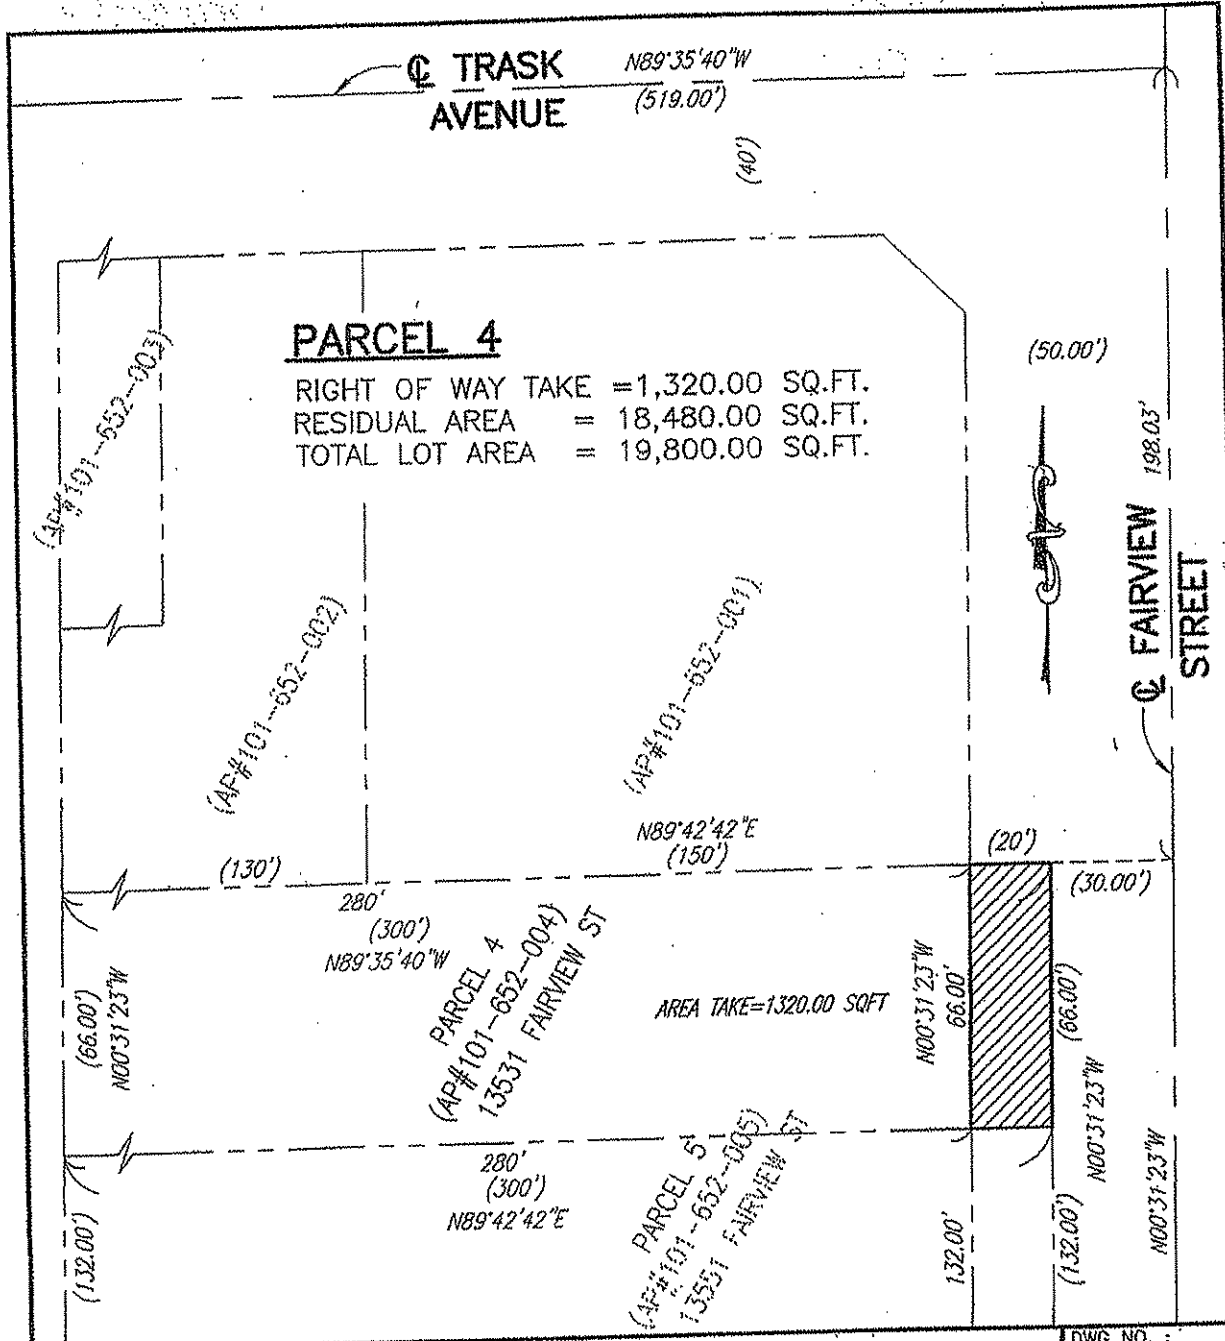 ℄ TRASK
AVENUE
N89°35'40"W
(519.00')
(40')
PARCEL 4
RIGHT OF WAY TAKE =1,320.00 SQ.FT.
RESIDUAL AREA = 18,480.00 SQ.FT.
TOTAL LOT AREA = 19,800.00 SQ.FT.
(AP#101-652-003)
(50.00')
198.03'
℄ FAIRVIEW
STREET
(AP#101-652-002)
(AP#101-652-001)
N89°42'42"E
(150')
(130')
(20')
(30.00')
280'
(300')
N89°35'40"W
PARCEL 4
(AP#101-652-004)
13531 FAIRVIEW ST
AREA TAKE=1320.00 SQFT
(66.00')
N00°31'23"W
N00°31'23"W
66.00'
(66.00')
N00°31'23"W
N00°31'23"W
280'
(300')
N89°42'42"E
PARCEL 5
(AP#101-652-005)
13551 FAIRVIEW ST
(132.00')
132.00'
(132.00')
DWG NO. :